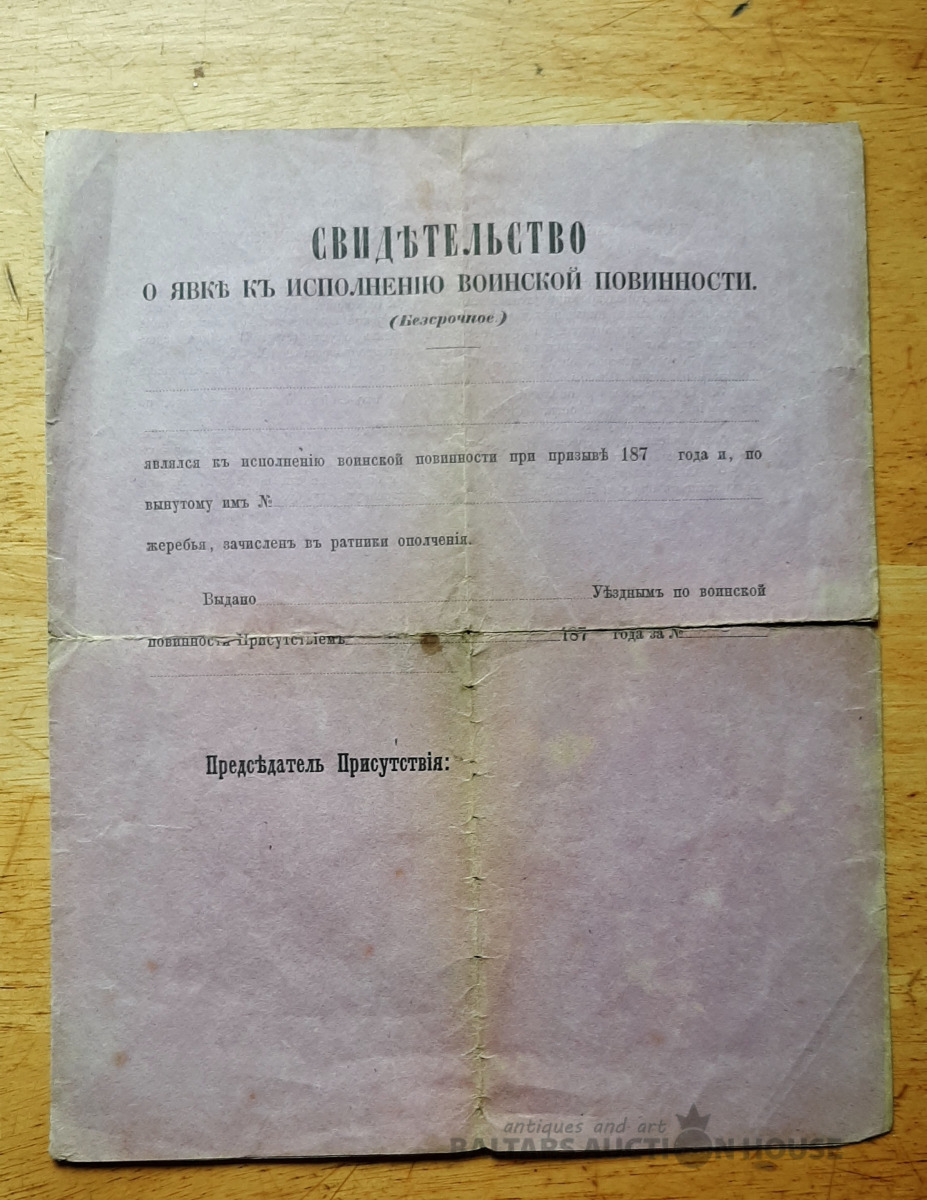 СВИДѢТЕЛЬСТВО
О ЯВКѢ КЪ ИСПОЛНЕНІЮ ВОИНСКОЙ ПОВИННОСТИ.
(Безсрочное)
являлся къ исполненію воинской повинности при призывѣ 187 года и, по
вынутому имъ №
жеребья, зачисленъ въ ратники ополченія.
Выдано Уѣзднымъ по воинской
повинности Присутствіемъ 187 года за №
Предсѣдатель Присутствія:
antiques and art
BALTARS AUCTION HOUSE